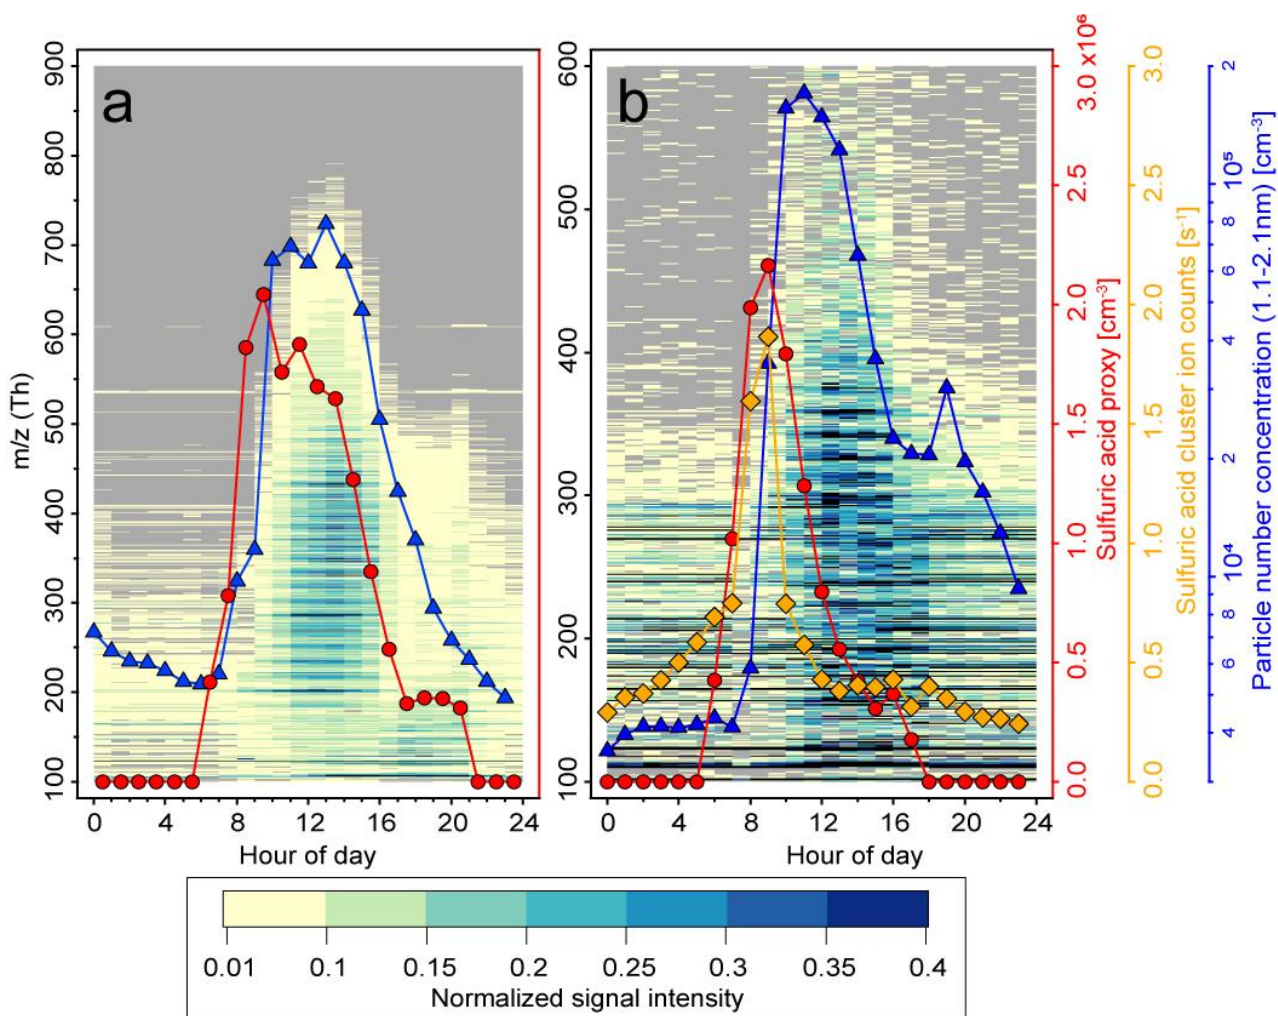 a
900
800
700
600
500
400
300
200
100
m/z (Th)
0 4 8 12 16 20 24
Hour of day
b
600
500
400
300
200
100
0 4 8 12 16 20 24
Hour of day
3.0 x10⁶
2.5
2.0
1.5
1.0
0.5
0.0
Sulfuric acid proxy [cm⁻³]
3.0
2.5
2.0
1.5
1.0
0.5
0.0
Sulfuric acid cluster ion counts [s⁻¹]
2
10⁵
8
6
4
2
10⁴
8
6
4
Particle number concentration (1.1-2.1nm) [cm⁻³]
0.01 0.1 0.15 0.2 0.25 0.3 0.35 0.4
Normalized signal intensity